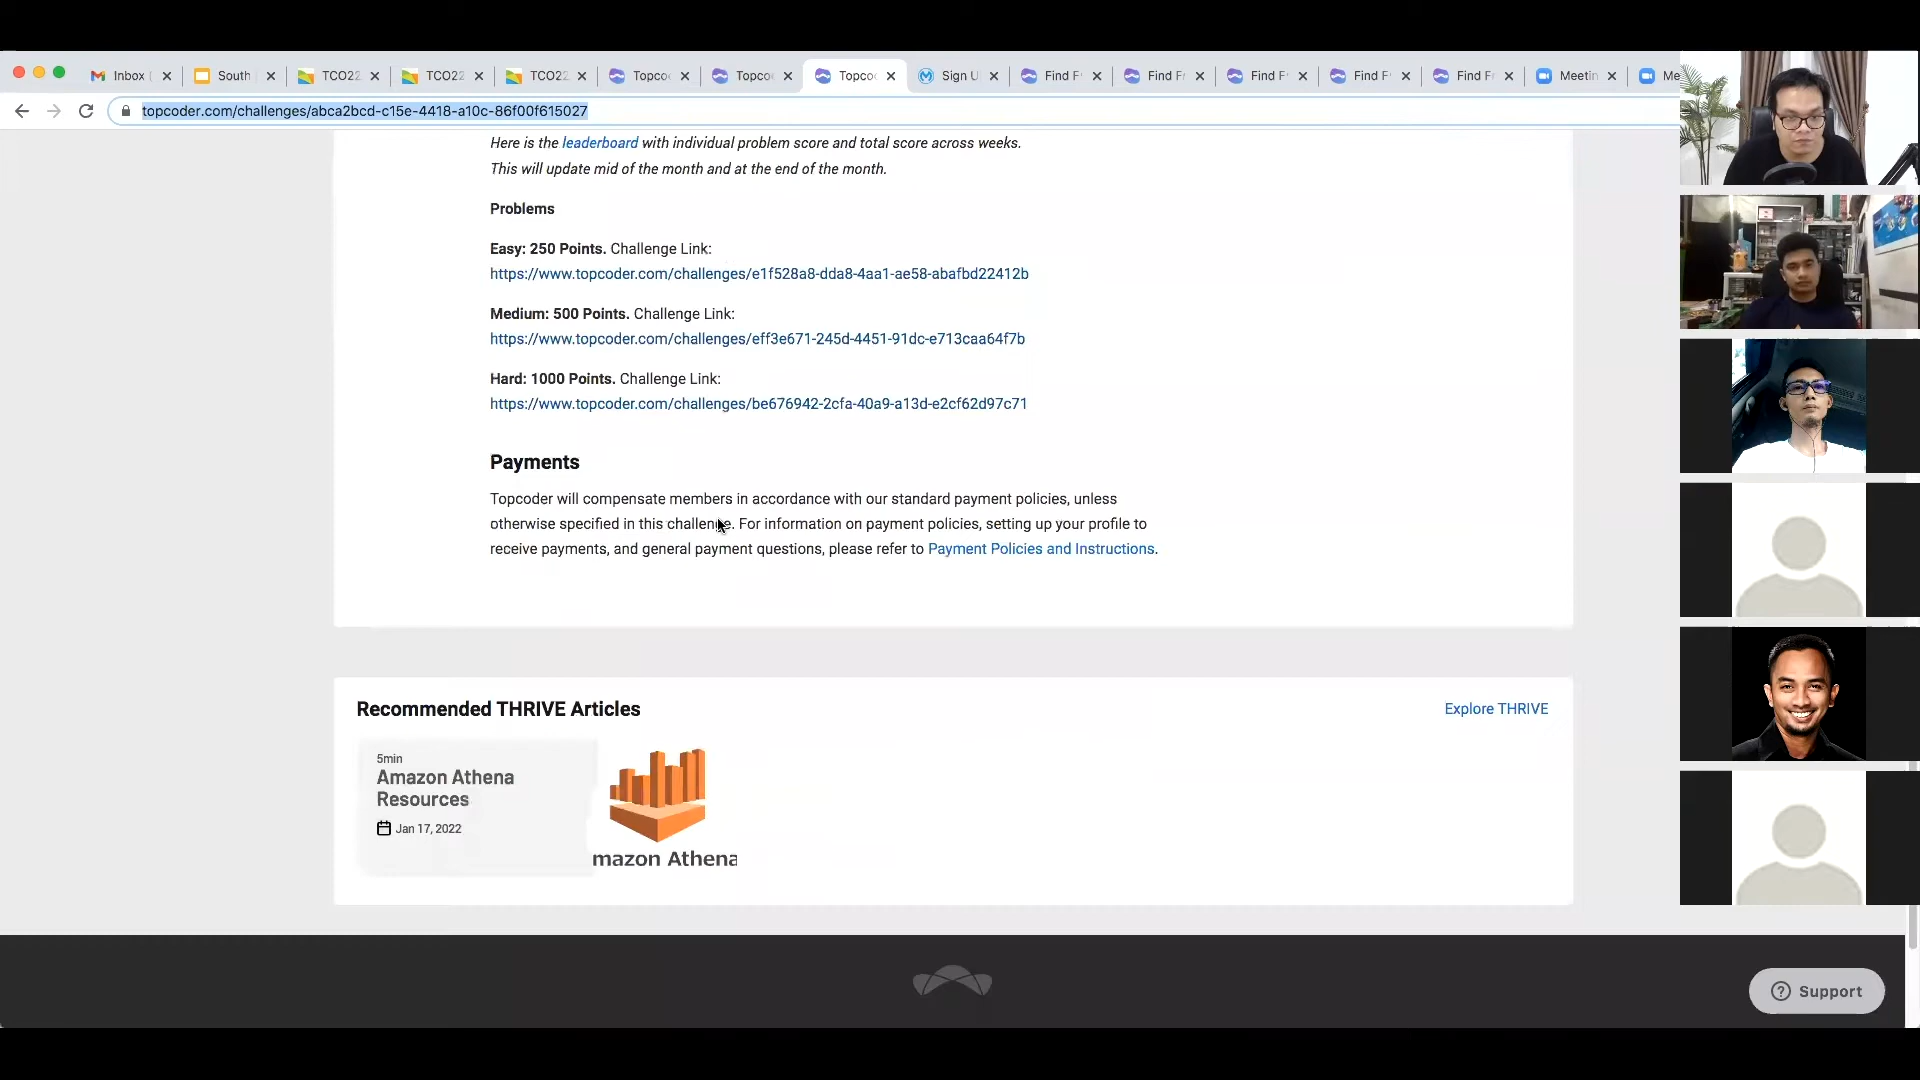 Inbox (
South
TCO22
TCO22
TCO22
Topco
Topco
Topco
Sign U
Find F
Find F
Find F
Find F
Find F
Meetin
Me
topcoder.com/challenges/abca2bcd-c15e-4418-a10c-86f00f615027
Here is the leaderboard with individual problem score and total score across weeks.
This will update mid of the month and at the end of the month.
Problems
Easy: 250 Points. Challenge Link:
https://www.topcoder.com/challenges/e1f528a8-dda8-4aa1-ae58-abafbd22412b
Medium: 500 Points. Challenge Link:
https://www.topcoder.com/challenges/eff3e671-245d-4451-91dc-e713caa64f7b
Hard: 1000 Points. Challenge Link:
https://www.topcoder.com/challenges/be676942-2cfa-40a9-a13d-e2cf62d97c71
Payments
Topcoder will compensate members in accordance with our standard payment policies, unless
otherwise specified in this challenge. For information on payment policies, setting up your profile to
receive payments, and general payment questions, please refer to Payment Policies and Instructions.
Recommended THRIVE Articles
Explore THRIVE
5min
Amazon Athena
Resources
Jan 17, 2022
mazon Athena
Support